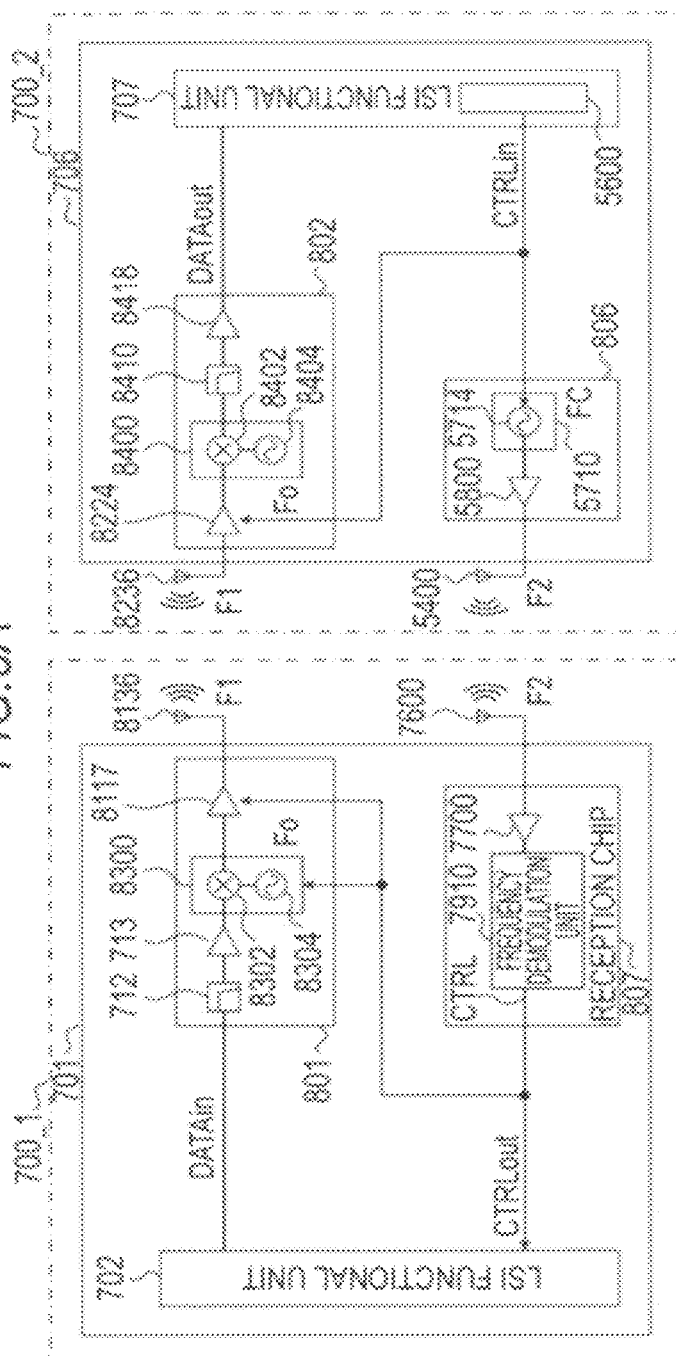 700_1
701
702
LSI FUNCTIONAL UNIT
DATAin
712
713
8300
8117
8136
F1
Fo
8302
8304
801
CTRLout
CTRL
7910
7700
7600
F2
FREQUENCY
DEMODULATION
UNIT
RECEPTION CHIP
807
700_2
706
707
LSI FUNCTIONAL UNIT
5600
8236
F1
8224
8400
8410
8418
Fo
8402
8404
802
DATAout
CTRLin
5400
F2
5800
5714
FC
5710
806